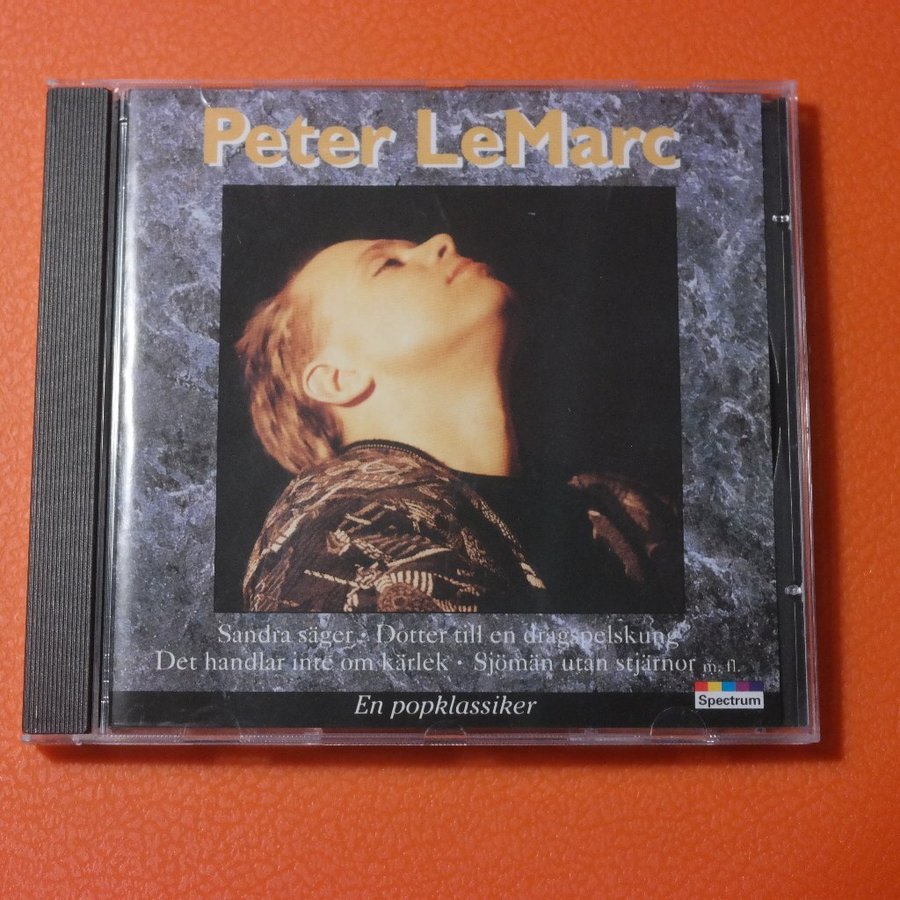 Peter LeMarc
Sandra säger · Dotter till en dragspelskung
Det handlar inte om kärlek · Sjömän utan stjärnor m. fl.
En popklassiker
Spectrum